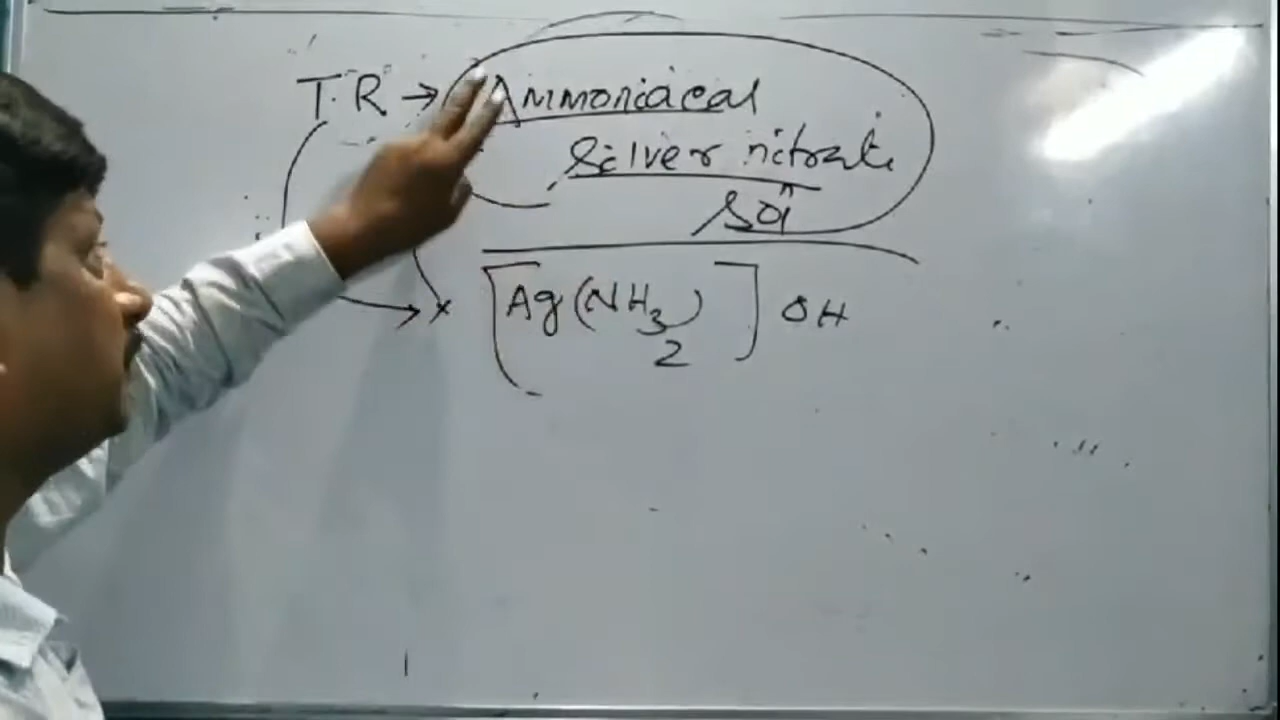 T.R → Ammoniacal
silver nitrate
solⁿ
[Ag(NH₃)₂]OH